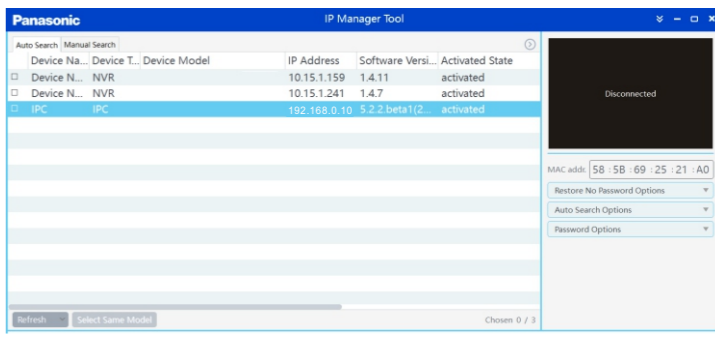 Panasonic IP Manager Tool
Auto Search Manual Search
Device Na... Device T... Device Model IP Address Software Versi... Activated State
Device N... NVR 10.15.1.159 1.4.11 activated
Device N... NVR 10.15.1.241 1.4.7 activated
IPC IPC 192.168.0.10 5.2.2.beta1(2... activated
Refresh Select Same Model Chosen 0 / 3
Disconnected
MAC addr. 58 : 5B : 69 : 25 : 21 : A0
Restore No Password Options
Auto Search Options
Password Options